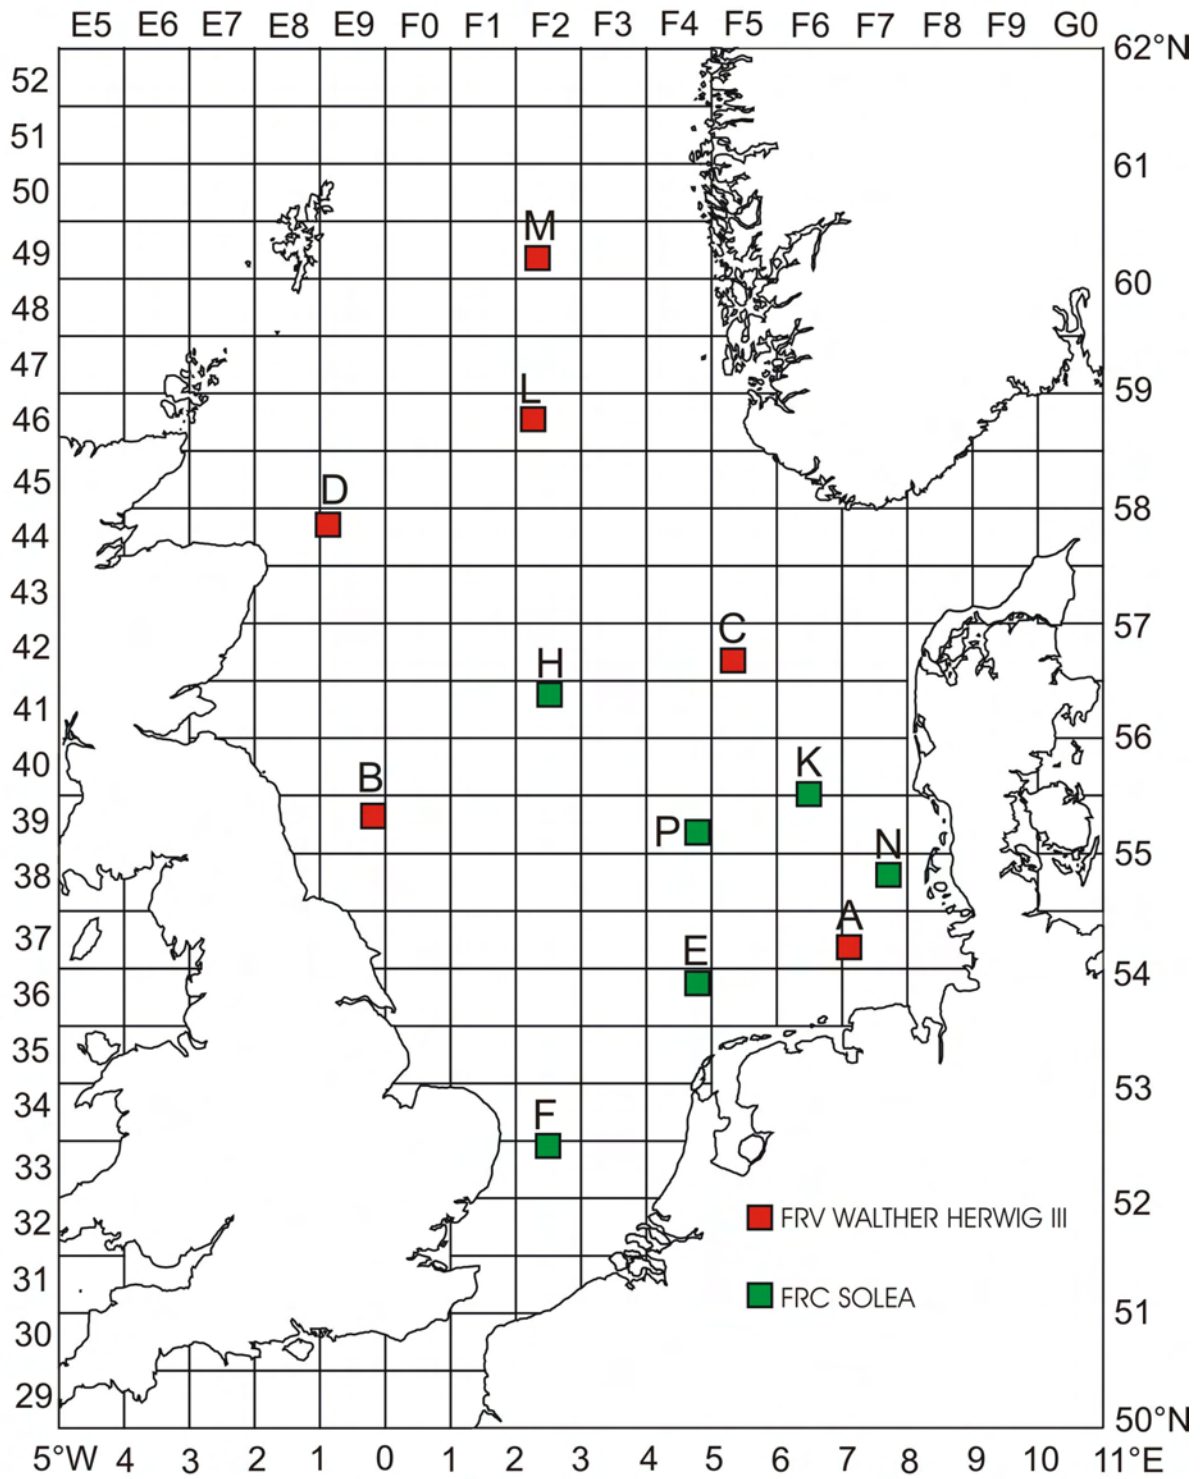 E5 E6 E7 E8 E9 F0 F1 F2 F3 F4 F5 F6 F7 F8 F9 G0
62°N
52
51
61
50
M
49
60
48
47
59
L
46
45
D
58
44
43
57
C
42
H
41
56
40
K
B
39
P
N
55
38
A
37
E
54
36
35
53
34
F
33
52
32
FRV WALTHER HERWIG III
31
FRC SOLEA
51
30
29
50°N
5°W 4 3 2 1 0 1 2 3 4 5 6 7 8 9 10 11°E